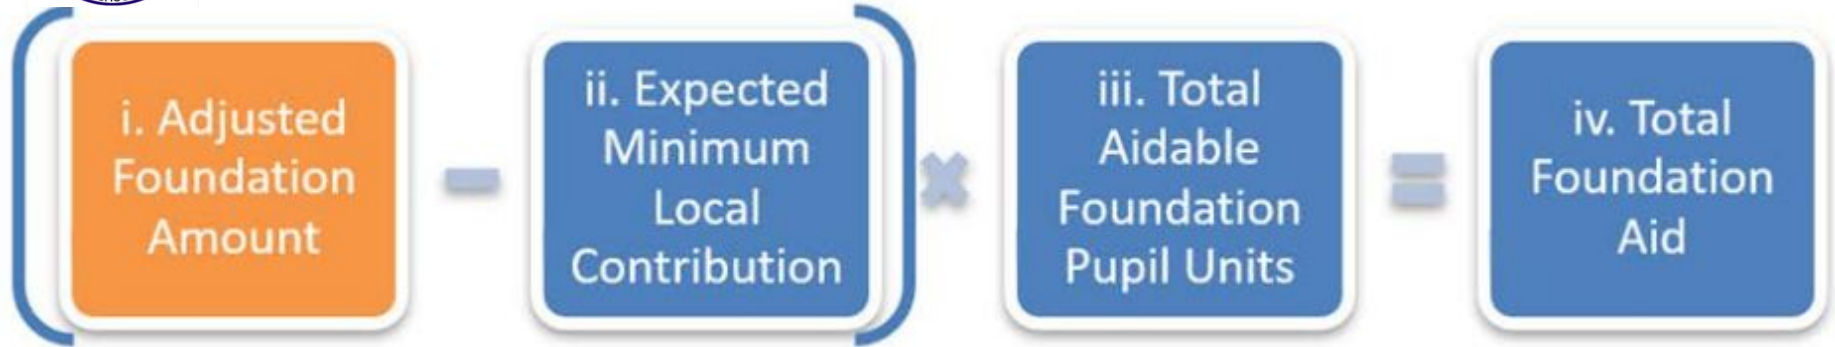 i. Adjusted
Foundation
Amount
ii. Expected
Minimum
Local
Contribution
iii. Total
Aidable
Foundation
Pupil Units
iv. Total
Foundation
Aid